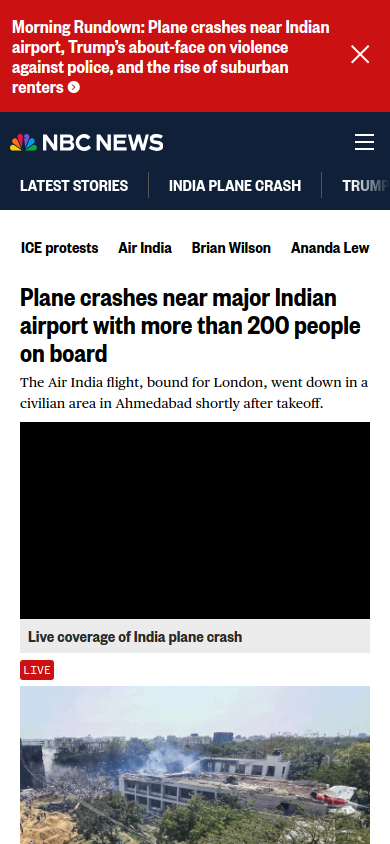 Morning Rundown: Plane crashes near Indian
airport, Trump's about-face on violence
against police, and the rise of suburban
renters
NBC NEWS
LATEST STORIES
INDIA PLANE CRASH
TRUMP
ICE protests
Air India
Brian Wilson
Ananda Lew
Plane crashes near major Indian
airport with more than 200 people
on board
The Air India flight, bound for London, went down in a
civilian area in Ahmedabad shortly after takeoff.
Live coverage of India plane crash
LIVE